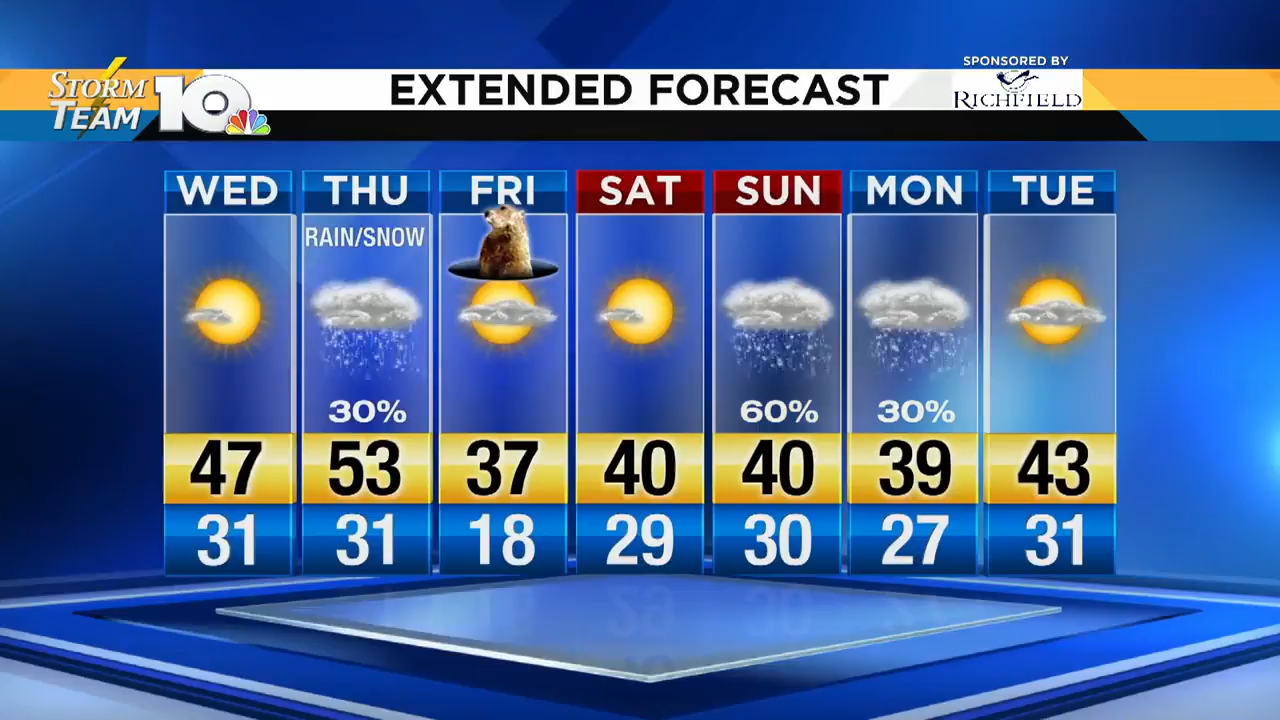 SPONSORED BY
STORM TEAM 10
EXTENDED FORECAST
RICHFIELD
WED THU FRI SAT SUN MON TUE
RAIN/SNOW
30% 60% 30%
47 53 37 40 40 39 43
31 31 18 29 30 27 31